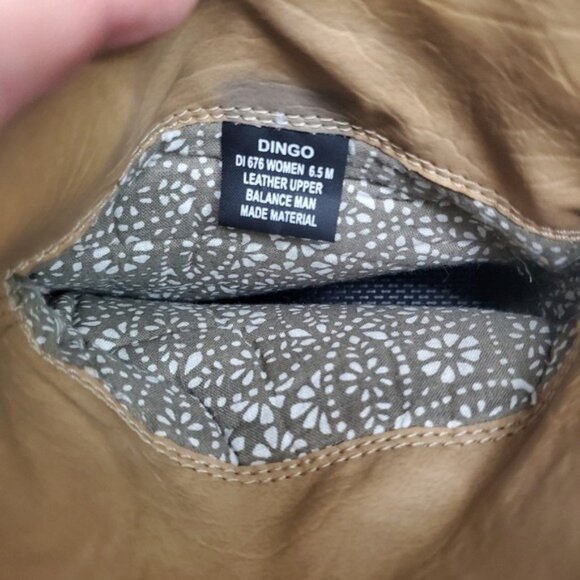 DINGO
DI 676 WOMEN 6.5 M
LEATHER UPPER
BALANCE MAN
MADE MATERIAL